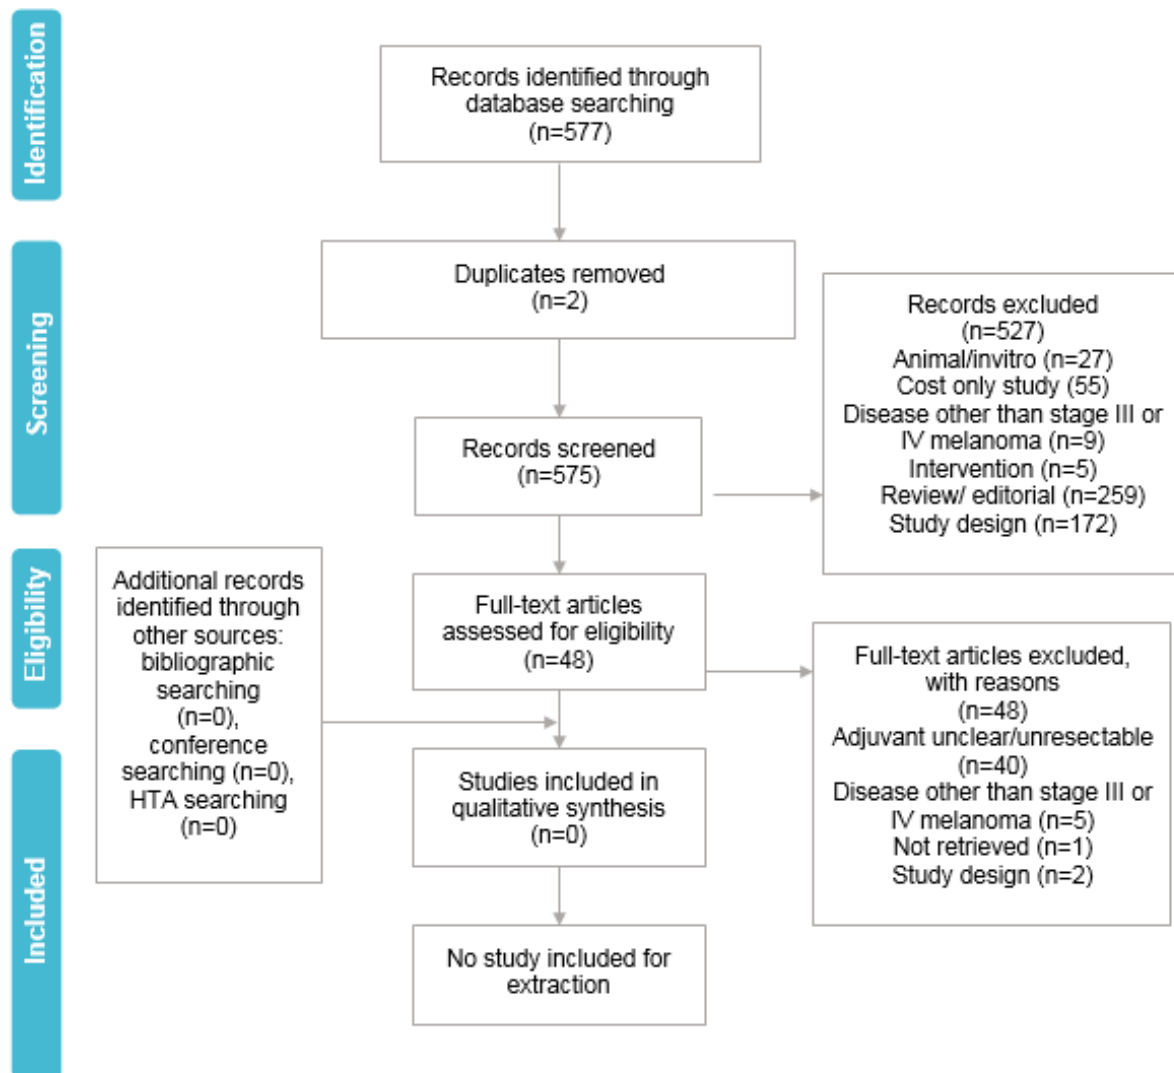 Identification
Records identified through
database searching
(n=577)
Screening
Duplicates removed
(n=2)
Records screened
(n=575)
Records excluded
(n=527)
Animal/invitro (n=27)
Cost only study (55)
Disease other than stage III or
IV melanoma (n=9)
Intervention (n=5)
Review/ editorial (n=259)
Study design (n=172)
Eligibility
Additional records
identified through
other sources:
bibliographic
searching
(n=0),
conference
searching (n=0),
HTA searching
(n=0)
Full-text articles
assessed for eligibility
(n=48)
Full-text articles excluded,
with reasons
(n=48)
Adjuvant unclear/unresectable
(n=40)
Disease other than stage III or
IV melanoma (n=5)
Not retrieved (n=1)
Study design (n=2)
Included
Studies included in
qualitative synthesis
(n=0)
No study included for
extraction